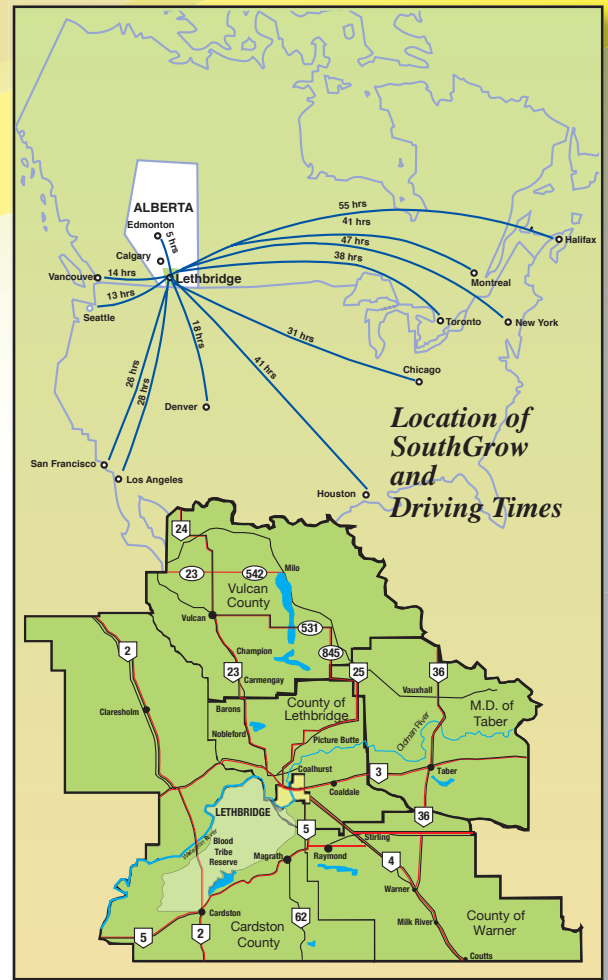 55 hrs
ALBERTA
41 hrs
Edmonton
5 hrs
47 hrs
Halifax
38 hrs
Calgary
Vancouver
14 hrs
Lethbridge
Montreal
13 hrs
Seattle
18 hrs
31 hrs
Toronto
New York
26 hrs
28 hrs
41 hrs
Chicago
Denver
Location of
SouthGrow
and
Driving Times
San Francisco
Los Angeles
Houston
24
23
542
Milo
Vulcan
County
Vulcan
531
2
Champion
845
23
25
36
Carmengay
Vauxhall
County of
Lethbridge
M.D. of
Taber
Claresholm
Barons
Nobleford
Oldman River
Picture Butte
Coalhurst
3
Taber
Coaldale
LETHBRIDGE
36
5
Blood
Tribe
Reserve
Stirling
Magrath
Raymond
4
Warner
Cardston
62
Milk River
County of
Warner
5
2
Cardston
County
Coutts